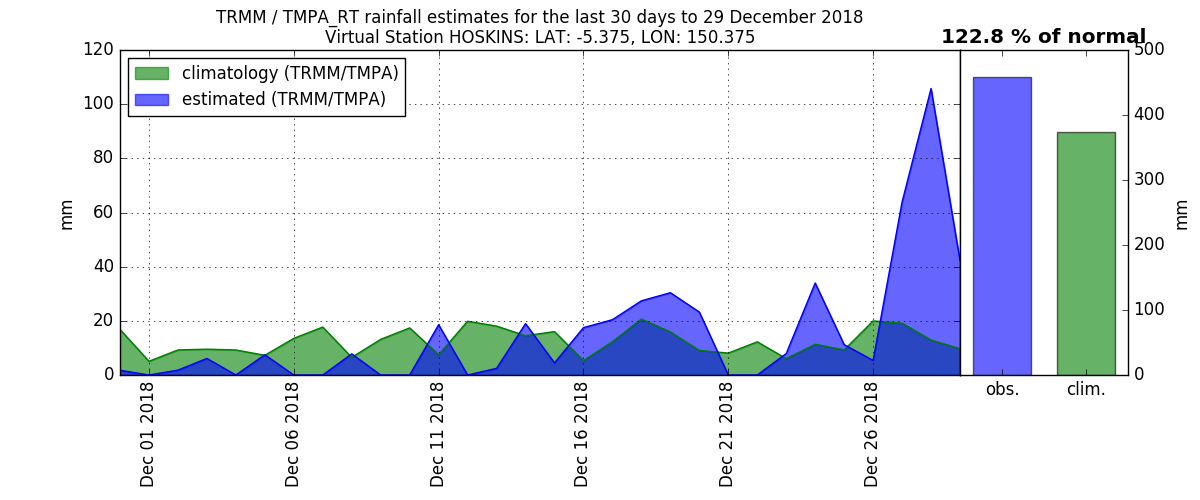 TRMM / TMPA_RT rainfall estimates for the last 30 days to 29 December 2018
Virtual Station HOSKINS: LAT: -5.375, LON: 150.375
122.8 % of normal
climatology (TRMM/TMPA)
estimated (TRMM/TMPA)
120
100
80
60
40
20
0
mm
Dec 01 2018
Dec 06 2018
Dec 11 2018
Dec 16 2018
Dec 21 2018
Dec 26 2018
500
400
300
200
100
0
mm
obs.
clim.